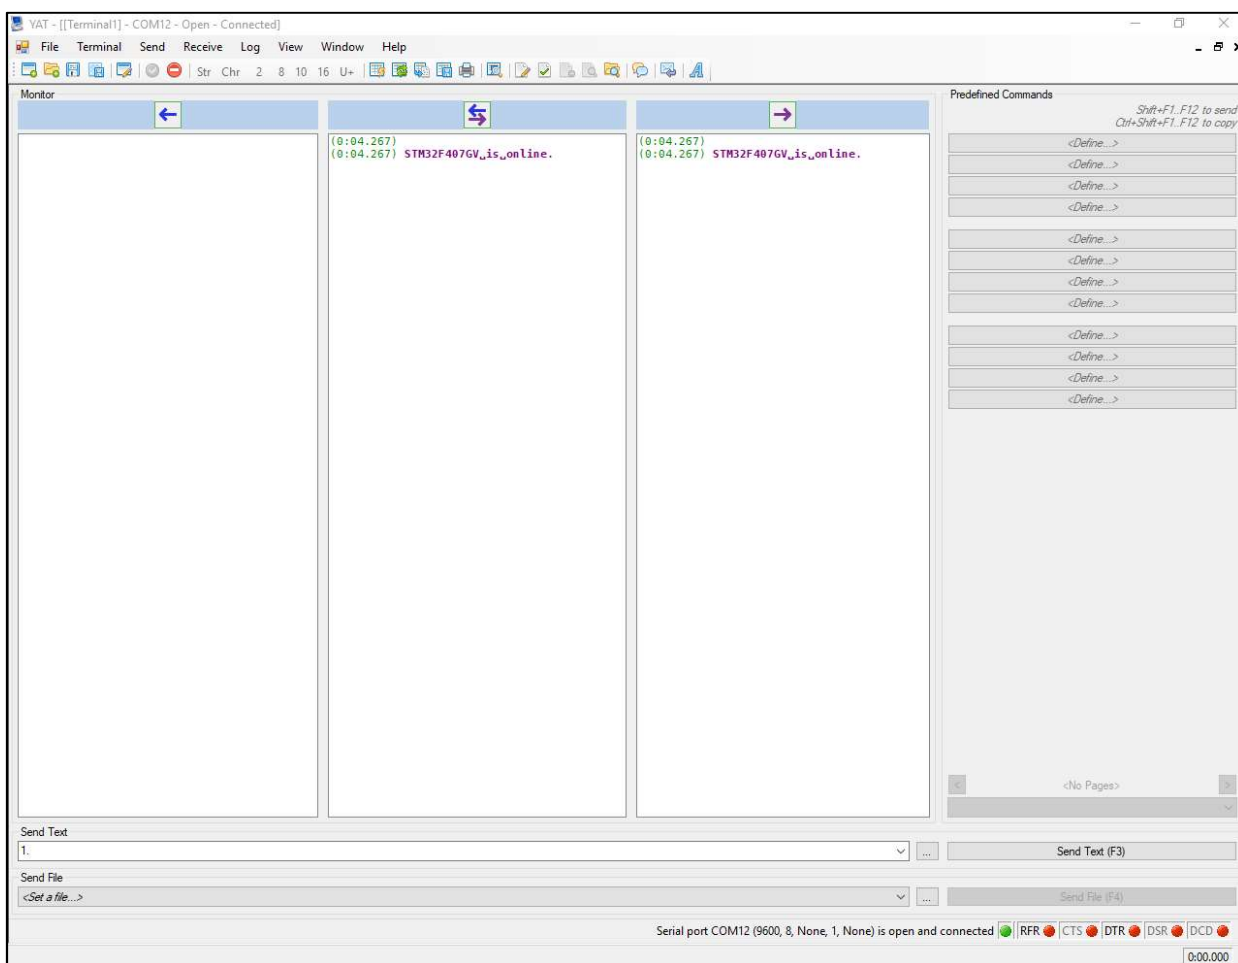 YAT - [[Terminal1] - COM12 - Open - Connected]
File Terminal Send Receive Log View Window Help
Str Chr 2 8 10 16 U+
Monitor
(0:04.267)
(0:04.267) STM32F407GV␣is␣online.
(0:04.267)
(0:04.267) STM32F407GV␣is␣online.
Predefined Commands
Shift+F1..F12 to send
Ctrl+Shift+F1..F12 to copy
<Define...>
<Define...>
<Define...>
<Define...>
<Define...>
<Define...>
<Define...>
<Define...>
<Define...>
<Define...>
<Define...>
<Define...>
<No Pages>
Send Text
1.
... Send Text (F3)
Send File
<Set a file...>
... Send File (F4)
Serial port COM12 (9600, 8, None, 1, None) is open and connected RFR CTS DTR DSR DCD
0:00.000